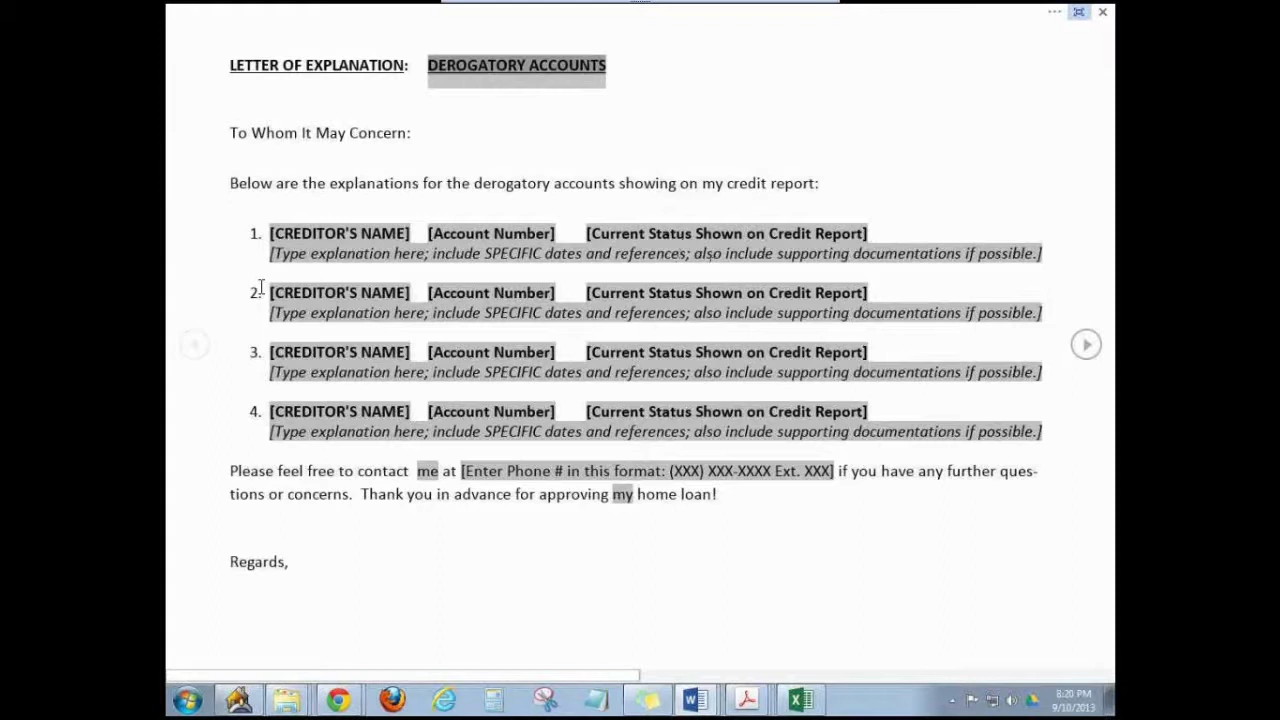 LETTER OF EXPLANATION: DEROGATORY ACCOUNTS
To Whom It May Concern:
Below are the explanations for the derogatory accounts showing on my credit report:
1. [CREDITOR'S NAME] [Account Number] [Current Status Shown on Credit Report]
[Type explanation here; include SPECIFIC dates and references; also include supporting documentations if possible.]
2. [CREDITOR'S NAME] [Account Number] [Current Status Shown on Credit Report]
[Type explanation here; include SPECIFIC dates and references; also include supporting documentations if possible.]
3. [CREDITOR'S NAME] [Account Number] [Current Status Shown on Credit Report]
[Type explanation here; include SPECIFIC dates and references; also include supporting documentations if possible.]
4. [CREDITOR'S NAME] [Account Number] [Current Status Shown on Credit Report]
[Type explanation here; include SPECIFIC dates and references; also include supporting documentations if possible.]
Please feel free to contact me at [Enter Phone # in this format: (XXX) XXX-XXXX Ext. XXX] if you have any further ques-
tions or concerns. Thank you in advance for approving my home loan!
Regards,
8:20 PM
9/10/2013